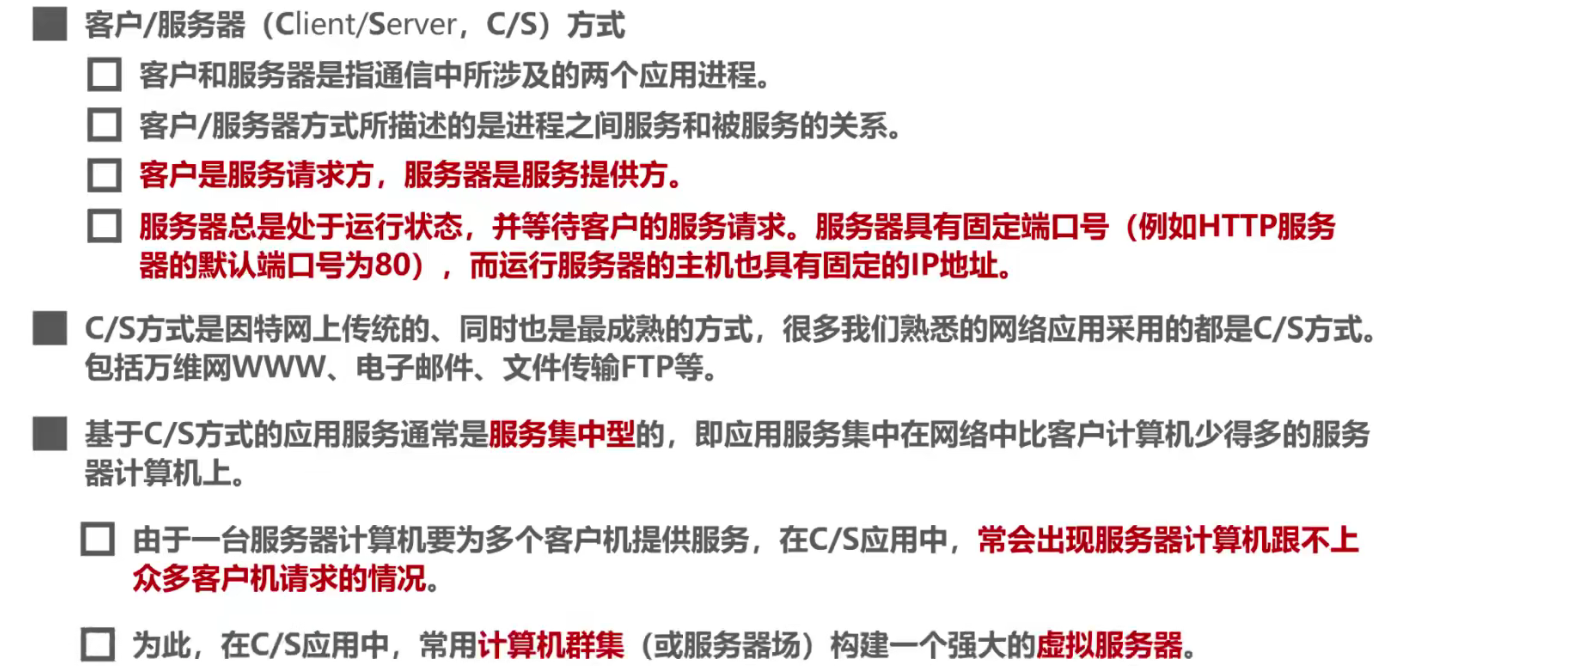 客户/服务器（Client/Server，C/S）方式
客户和服务器是指通信中所涉及的两个应用进程。
客户/服务器方式所描述的是进程之间服务和被服务的关系。
客户是服务请求方，服务器是服务提供方。
服务器总是处于运行状态，并等待客户的服务请求。服务器具有固定端口号（例如HTTP服务
器的默认端口号为80），而运行服务器的主机也具有固定的IP地址。
C/S方式是因特网上传统的、同时也是最成熟的方式，很多我们熟悉的网络应用采用的都是C/S方式。
包括万维网WWW、电子邮件、文件传输FTP等。
基于C/S方式的应用服务通常是服务集中型的，即应用服务集中在网络中比客户计算机少得多的服务
器计算机上。
由于一台服务器计算机要为多个客户机提供服务，在C/S应用中，常会出现服务器计算机跟不上
众多客户机请求的情况。
为此，在C/S应用中，常用计算机群集（或服务器场）构建一个强大的虚拟服务器。